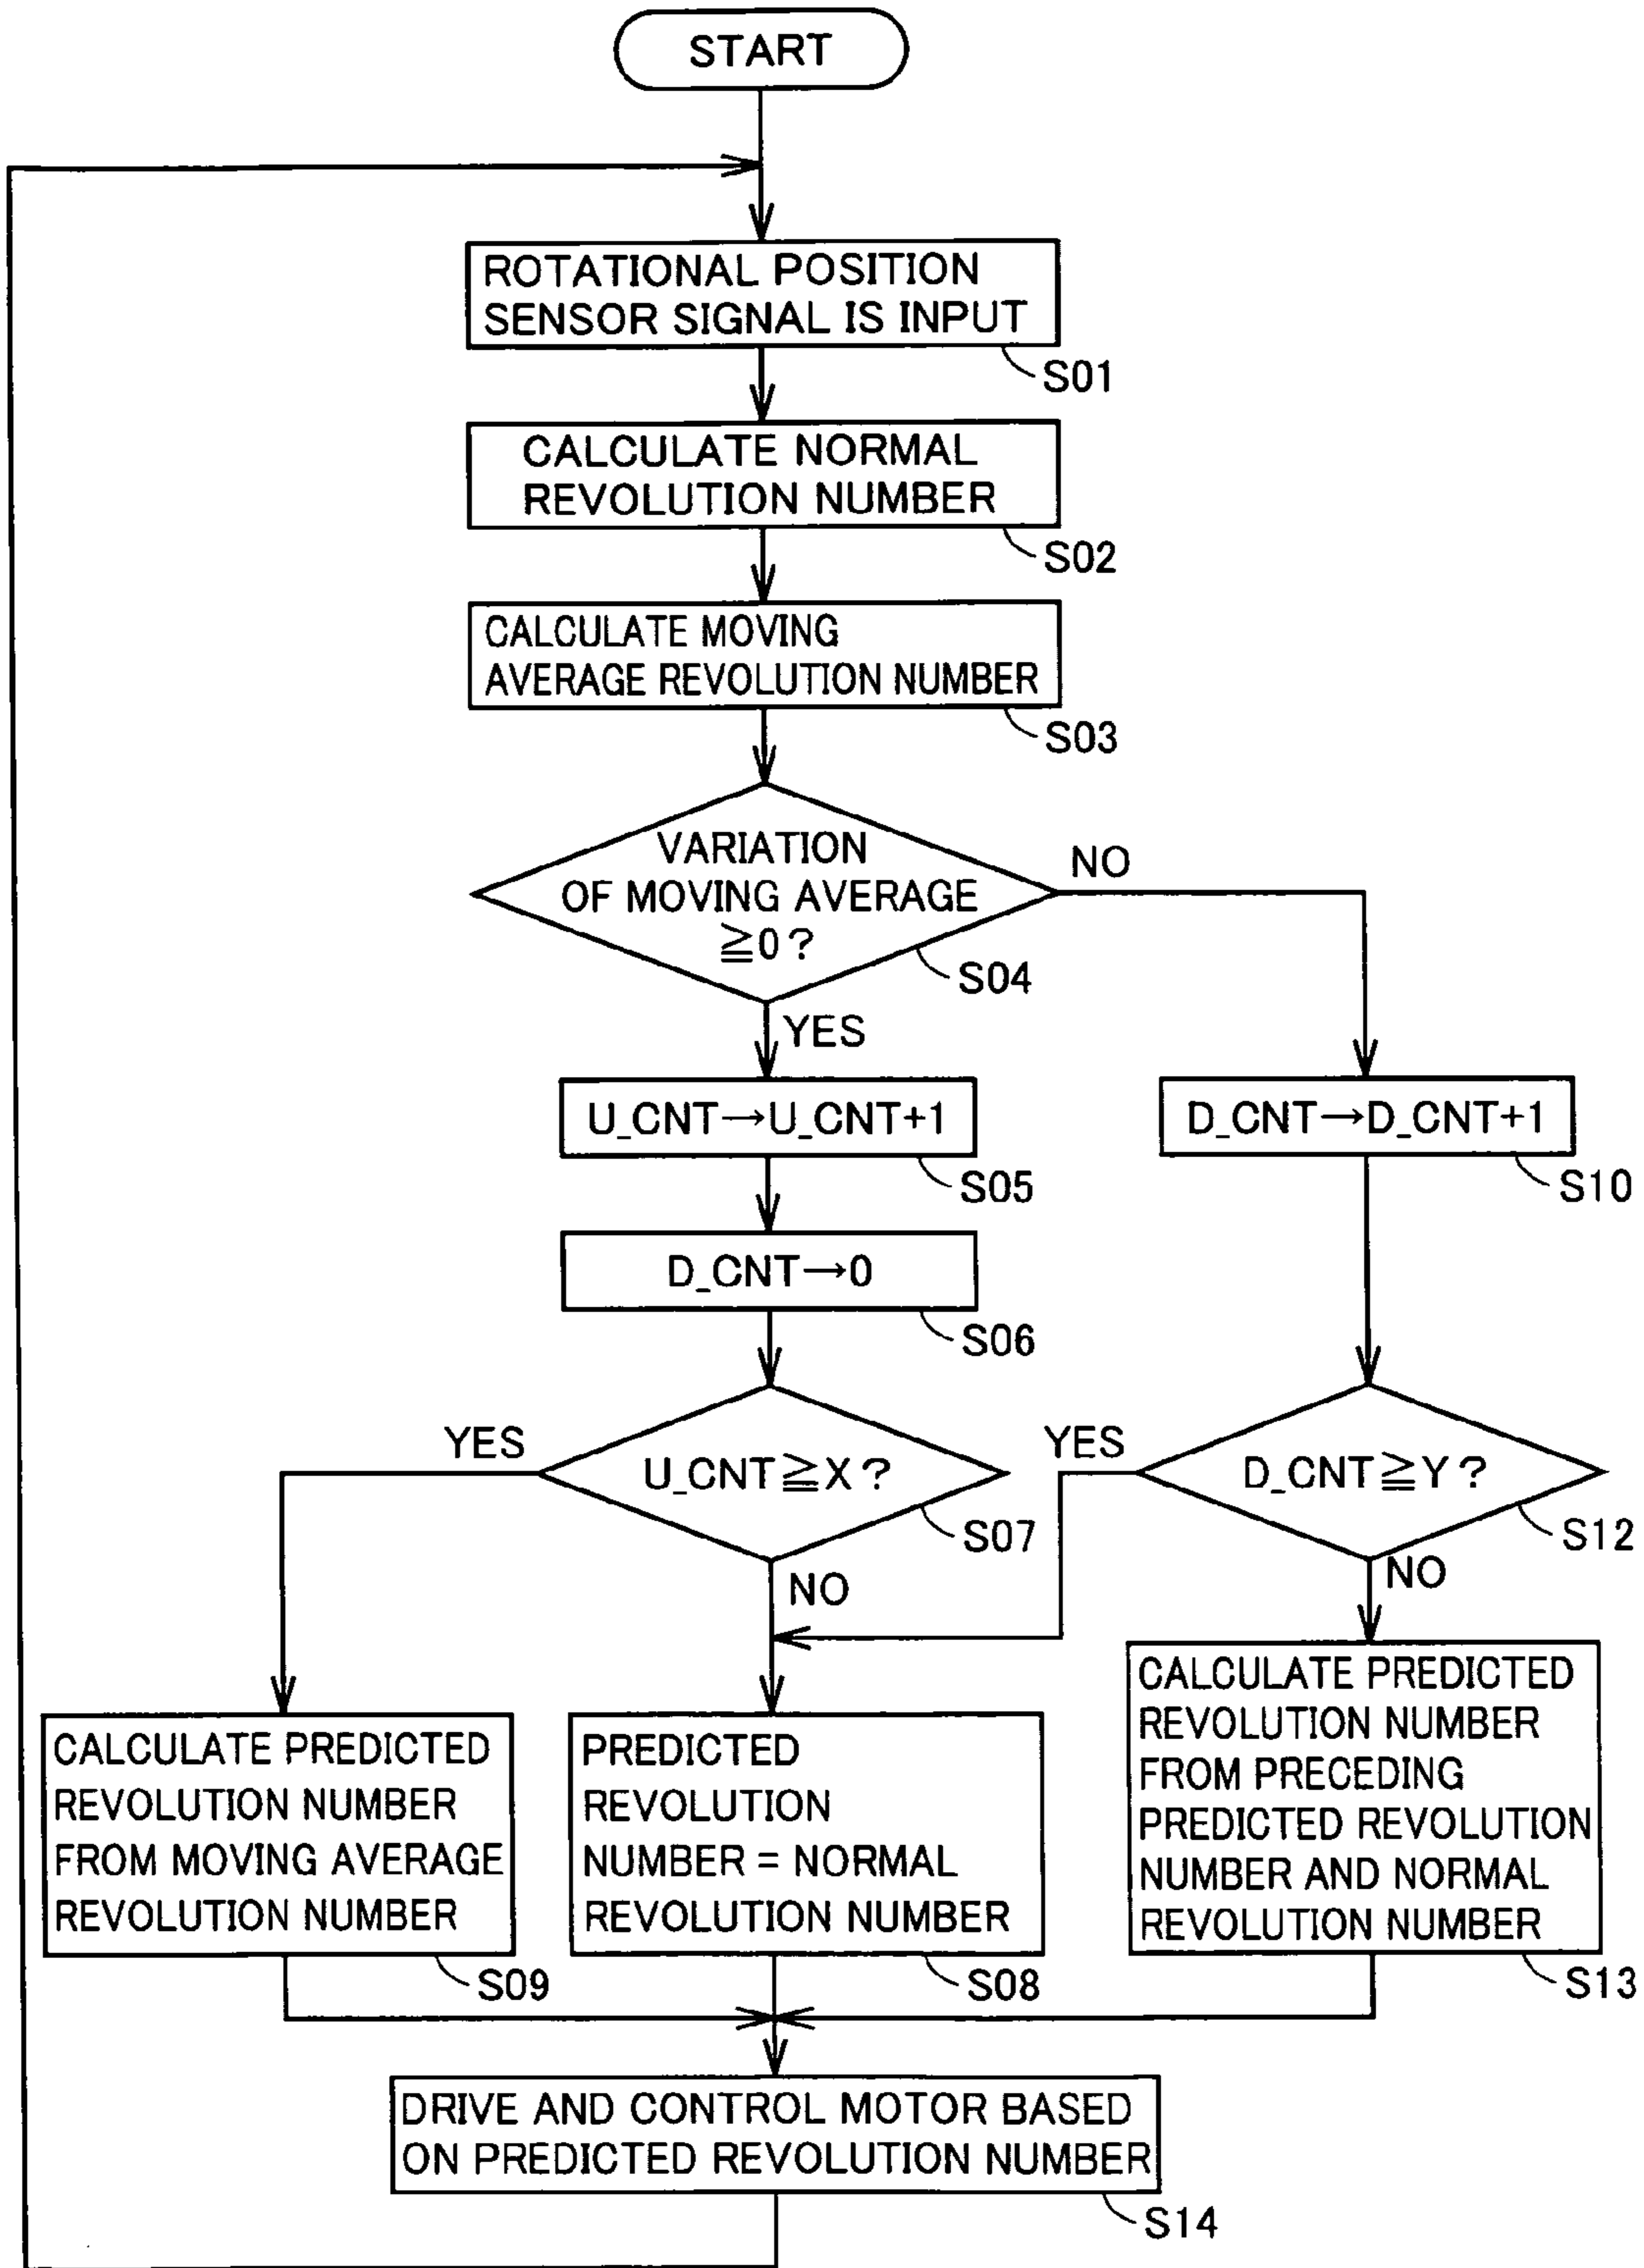 START
ROTATIONAL POSITION
SENSOR SIGNAL IS INPUT
S01
CALCULATE NORMAL
REVOLUTION NUMBER
S02
CALCULATE MOVING
AVERAGE REVOLUTION NUMBER
S03
VARIATION
OF MOVING AVERAGE
≧0?
NO
S04
YES
U_CNT→U_CNT+1
S05
D_CNT→D_CNT+1
S10
D_CNT→0
S06
YES
U_CNT≧X?
S07
NO
YES
D_CNT≧Y?
S12
NO
CALCULATE PREDICTED
REVOLUTION NUMBER
FROM MOVING AVERAGE
REVOLUTION NUMBER
S09
PREDICTED
REVOLUTION
NUMBER = NORMAL
REVOLUTION NUMBER
S08
CALCULATE PREDICTED
REVOLUTION NUMBER
FROM PRECEDING
PREDICTED REVOLUTION
NUMBER AND NORMAL
REVOLUTION NUMBER
S13
DRIVE AND CONTROL MOTOR BASED
ON PREDICTED REVOLUTION NUMBER
S14